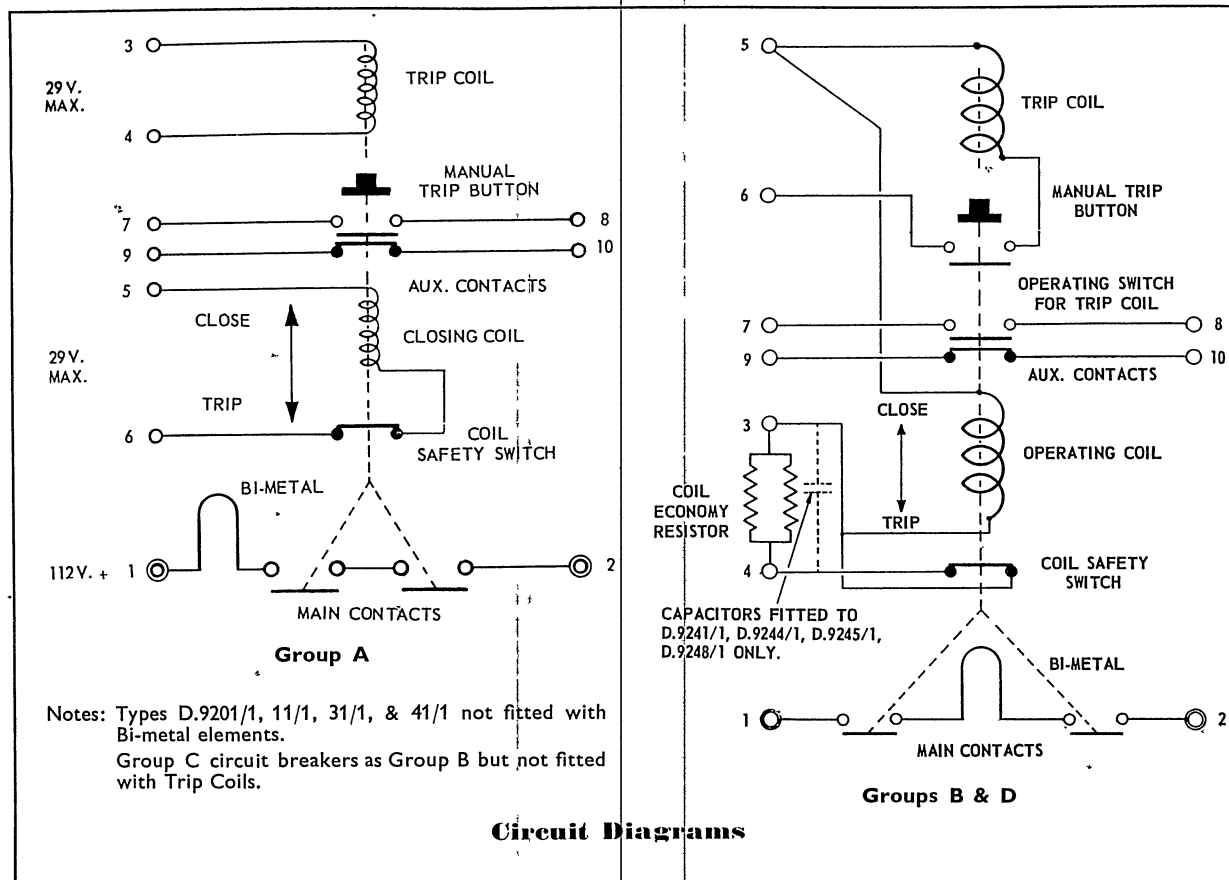 3
29 V.
MAX.
TRIP COIL
4
MANUAL
TRIP BUTTON
7
8
9
10
AUX. CONTACTS
5
CLOSE
CLOSING COIL
29 V.
MAX.
TRIP
6
COIL
SAFETY SWITCH
BI-METAL
112 V. +
1
2
MAIN CONTACTS
Group A
Notes: Types D.9201/1, 11/1, 31/1, & 41/1 not fitted with
Bi-metal elements.
Group C circuit breakers as Group B but not fitted
with Trip Coils.
5
TRIP COIL
6
MANUAL TRIP
BUTTON
OPERATING SWITCH
FOR TRIP COIL
7
8
9
10
AUX. CONTACTS
3
CLOSE
OPERATING COIL
COIL
ECONOMY
RESISTOR
TRIP
4
COIL SAFETY
SWITCH
CAPACITORS FITTED TO
D.9241/1, D.9244/1, D.9245/1,
D.9248/1 ONLY.
BI-METAL
1
2
MAIN CONTACTS
Groups B & D
Circuit Diagrams